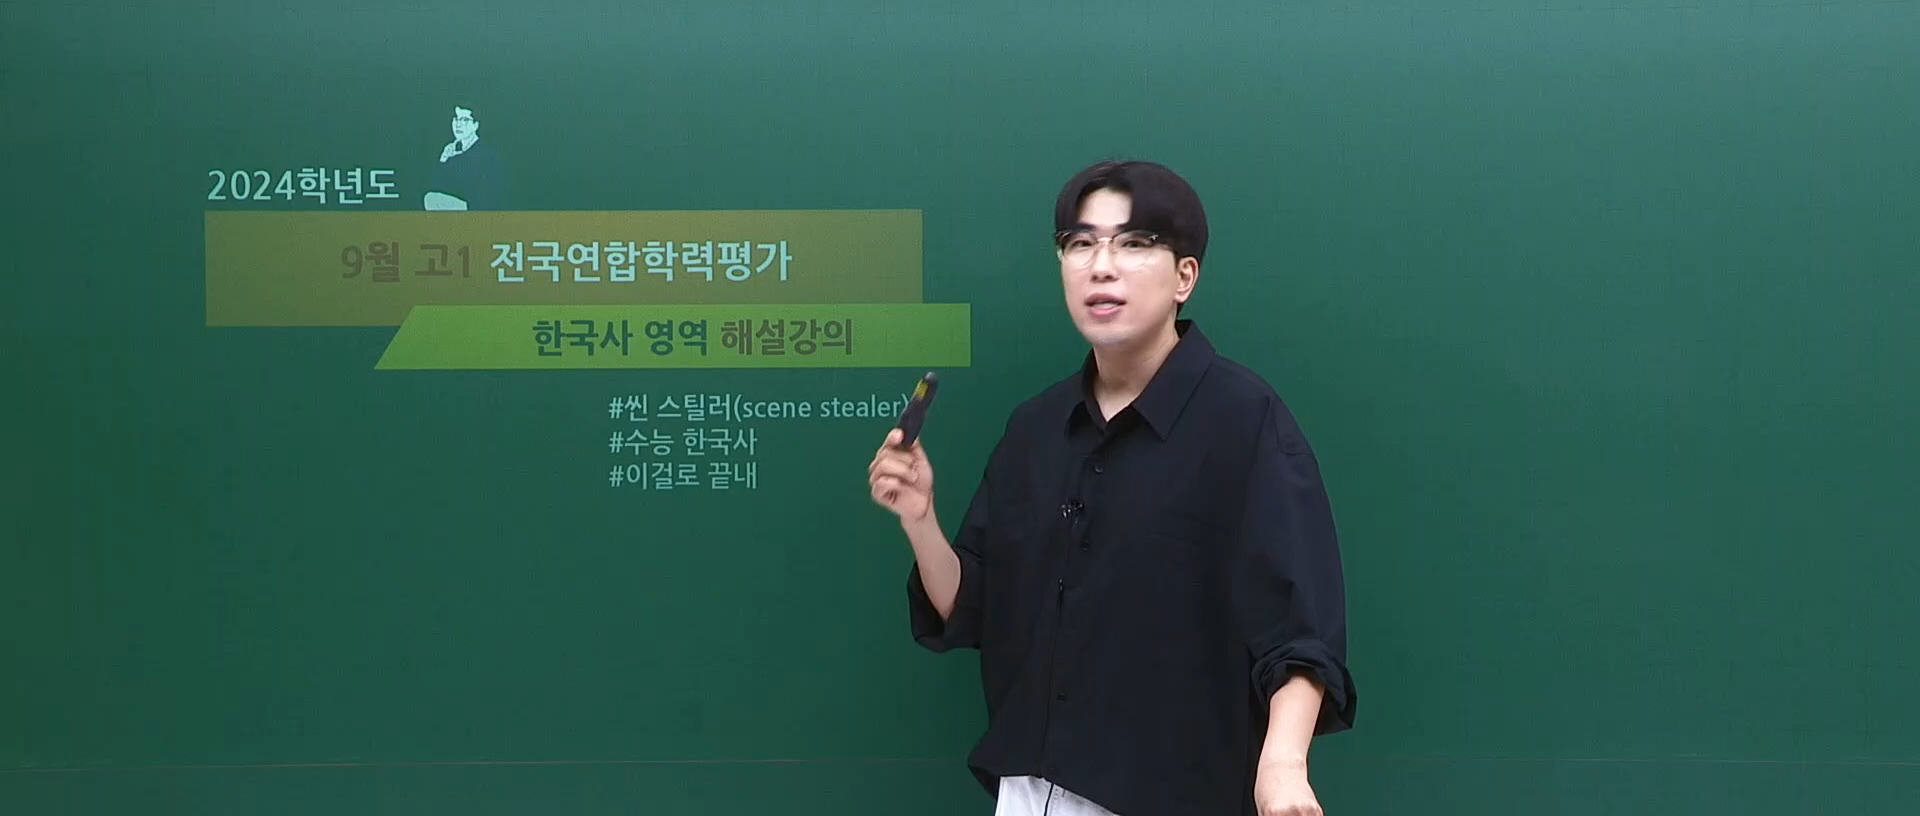 2024학년도
9월 고1 전국연합학력평가
한국사 영역 해설강의
#씬 스틸러(scene stealer)
#수능 한국사
#이걸로 끝내